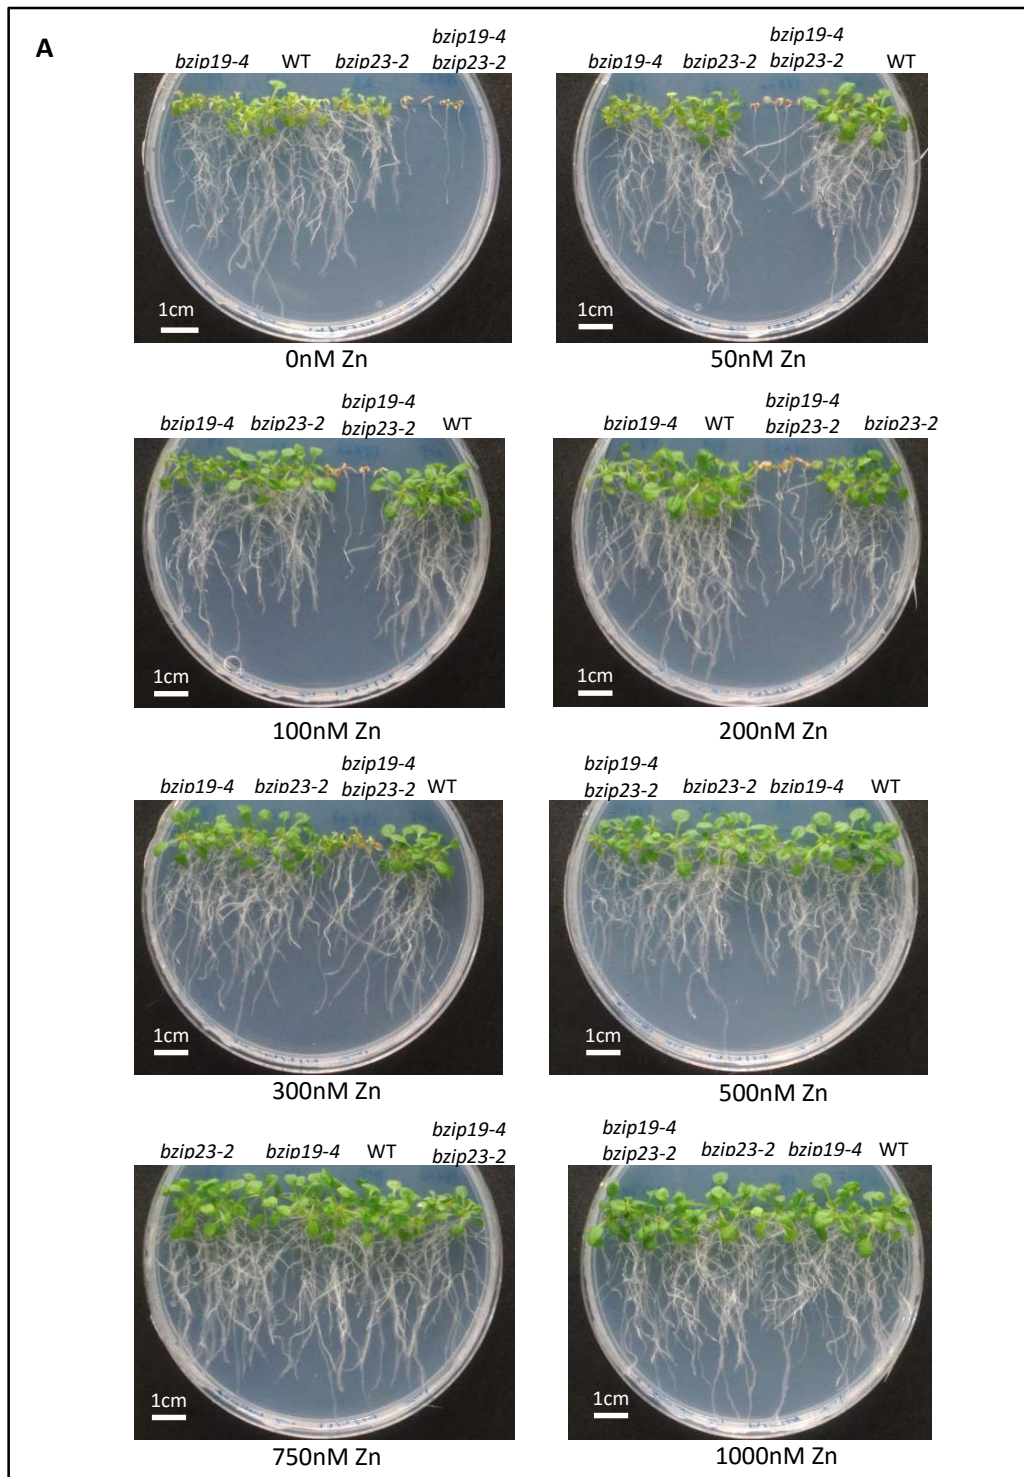 A
bzip19-4 WT bzip23-2 bzip19-4
bzip23-2
1cm
0nM Zn
bzip19-4 bzip23-2 bzip19-4
bzip23-2 WT
1cm
50nM Zn
bzip19-4 bzip23-2 bzip19-4
bzip23-2 WT
1cm
100nM Zn
bzip19-4 WT bzip19-4
bzip23-2 bzip23-2
1cm
200nM Zn
bzip19-4 bzip23-2 bzip19-4
bzip23-2 WT
1cm
300nM Zn
bzip19-4
bzip23-2 bzip23-2 bzip19-4 WT
1cm
500nM Zn
bzip23-2 bzip19-4 WT bzip19-4
bzip23-2
1cm
750nM Zn
bzip19-4
bzip23-2 bzip23-2 bzip19-4 WT
1cm
1000nM Zn